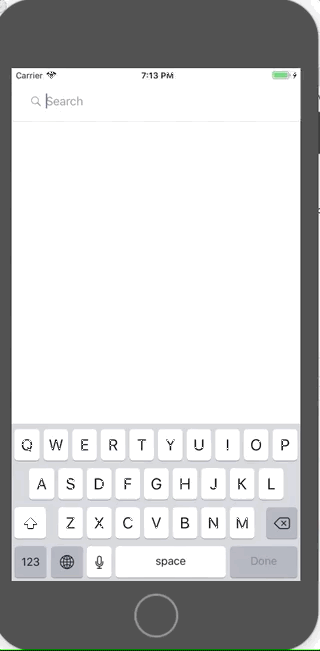 Carrier 7:13 PM
Search
Q W E R T Y U I O P
A S D F G H J K L
Z X C V B N M
123 space Done